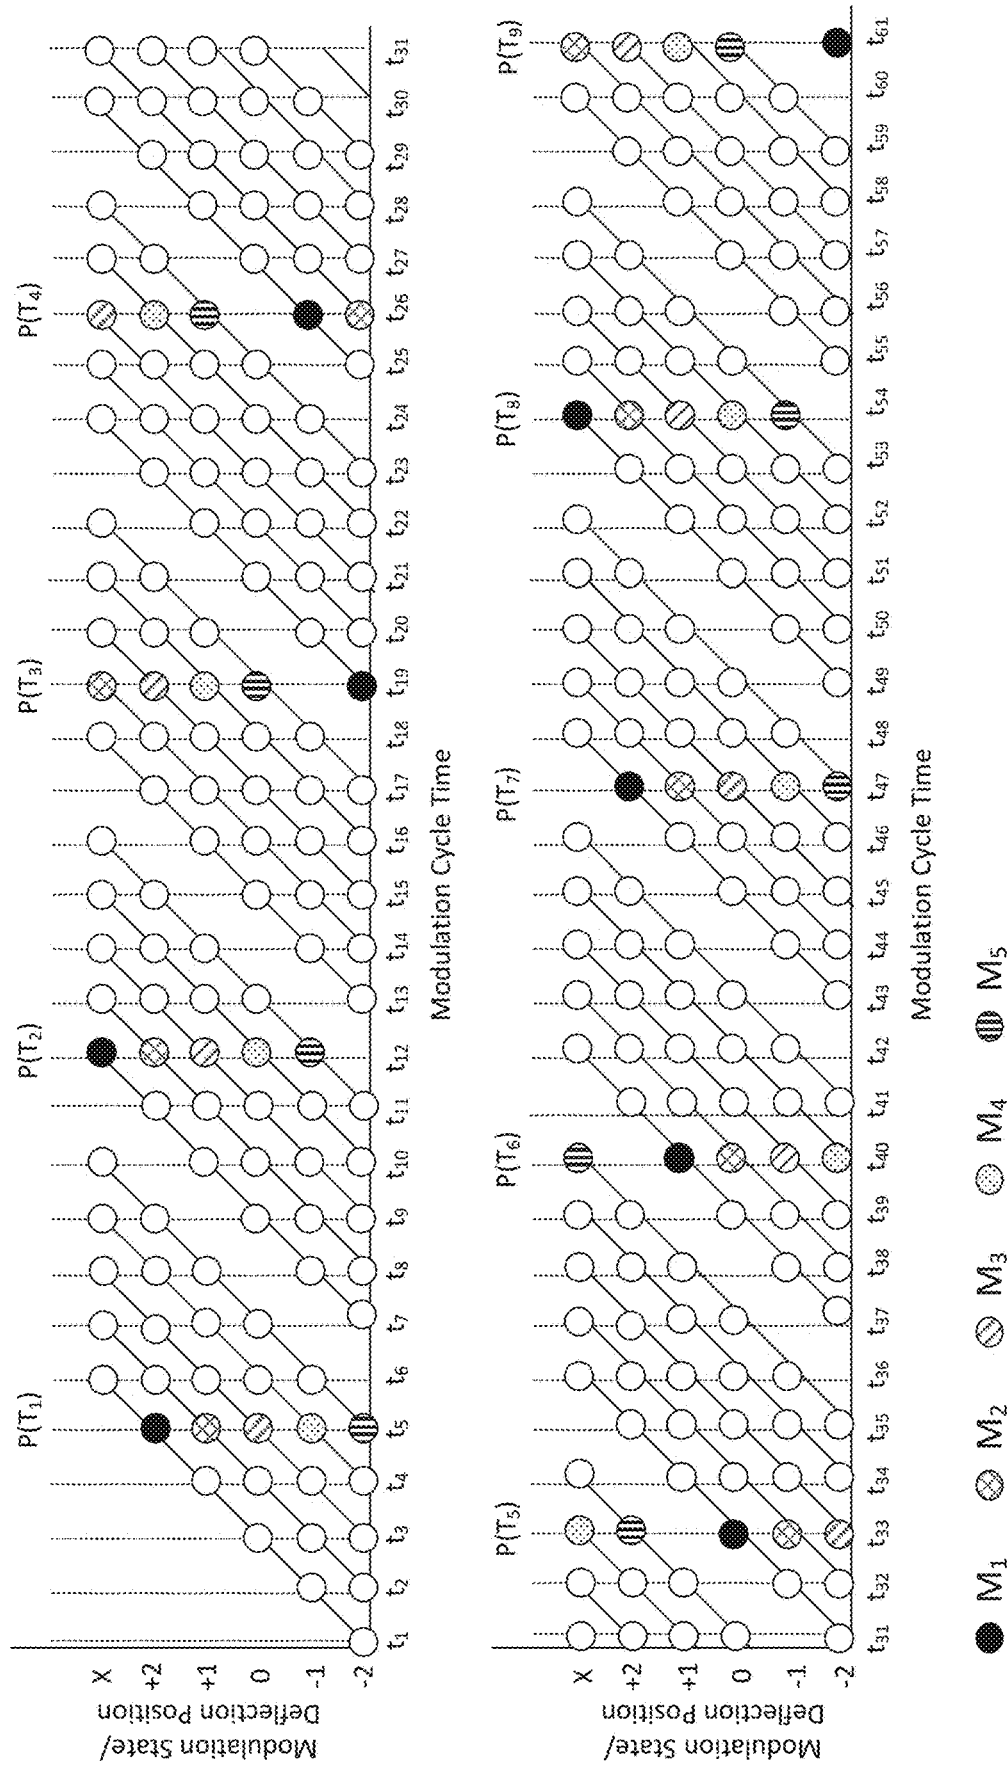 P(T₁) P(T₂) P(T₃) P(T₄)
Modulation State/
Deflection Position
X
+2
+1
0
-1
-2
t₁ t₂ t₃ t₄ t₅ t₆ t₇ t₈ t₉ t₁₀ t₁₁ t₁₂ t₁₃ t₁₄ t₁₅ t₁₆ t₁₇ t₁₈ t₁₉ t₂₀ t₂₁ t₂₂ t₂₃ t₂₄ t₂₅ t₂₆ t₂₇ t₂₈ t₂₉ t₃₀ t₃₁
Modulation Cycle Time
P(T₅) P(T₆) P(T₇) P(T₈) P(T₉)
Modulation State/
Deflection Position
X
+2
+1
0
-1
-2
t₃₁ t₃₂ t₃₃ t₃₄ t₃₅ t₃₆ t₃₇ t₃₈ t₃₉ t₄₀ t₄₁ t₄₂ t₄₃ t₄₄ t₄₅ t₄₆ t₄₇ t₄₈ t₄₉ t₅₀ t₅₁ t₅₂ t₅₃ t₅₄ t₅₅ t₅₆ t₅₇ t₅₈ t₅₉ t₆₀ t₆₁
Modulation Cycle Time
M₁ M₂ M₃ M₄ M₅